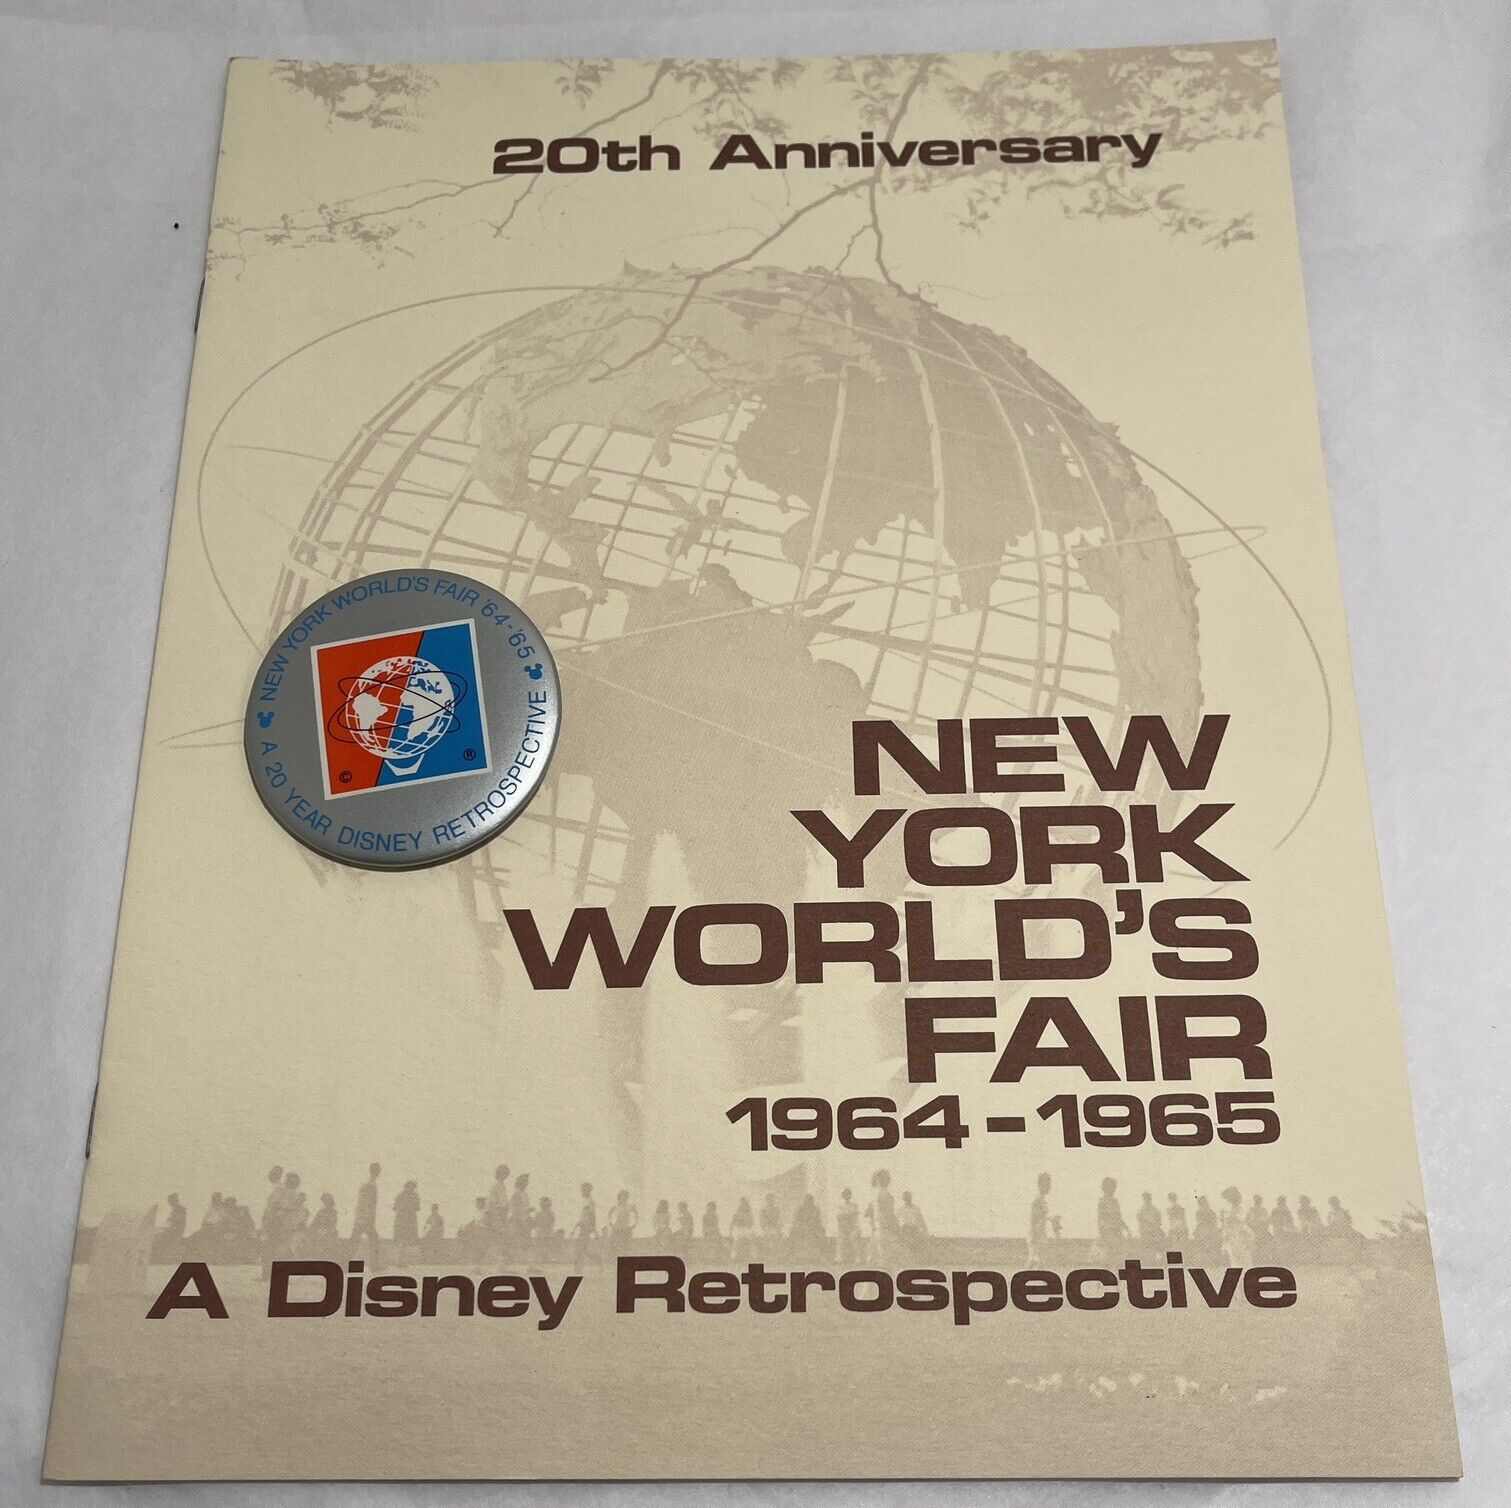 20th Anniversary
NEW YORK WORLD'S FAIR '64-'65
© ®
A 20 YEAR DISNEY RETROSPECTIVE
NEW
YORK
WORLD'S
FAIR
1964-1965
A Disney Retrospective